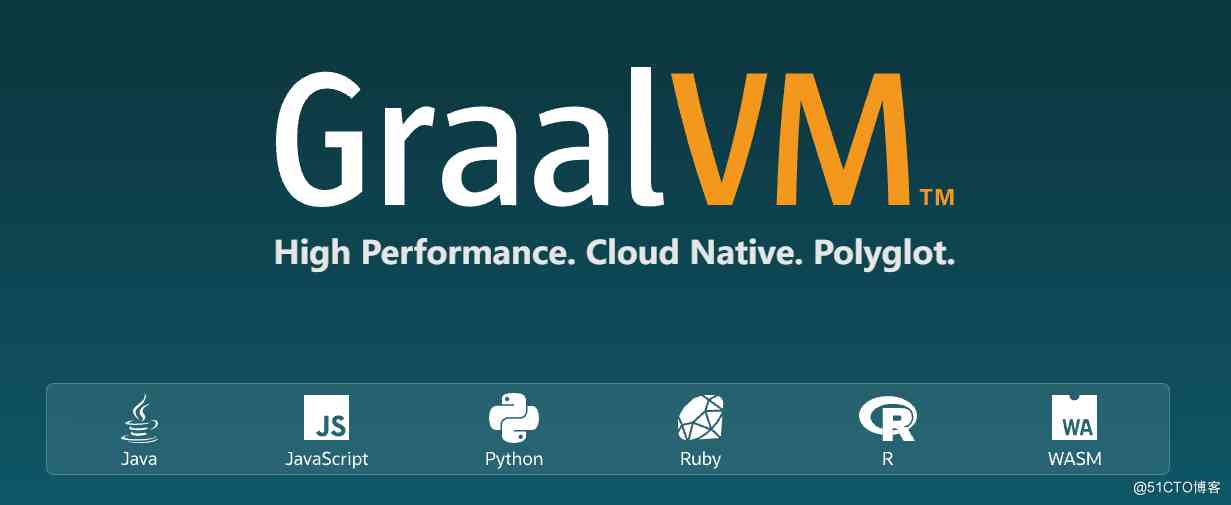 GraalVM™
High Performance. Cloud Native. Polyglot.
JS
R
WA
Java JavaScript Python Ruby R WASM
@51CTO博客